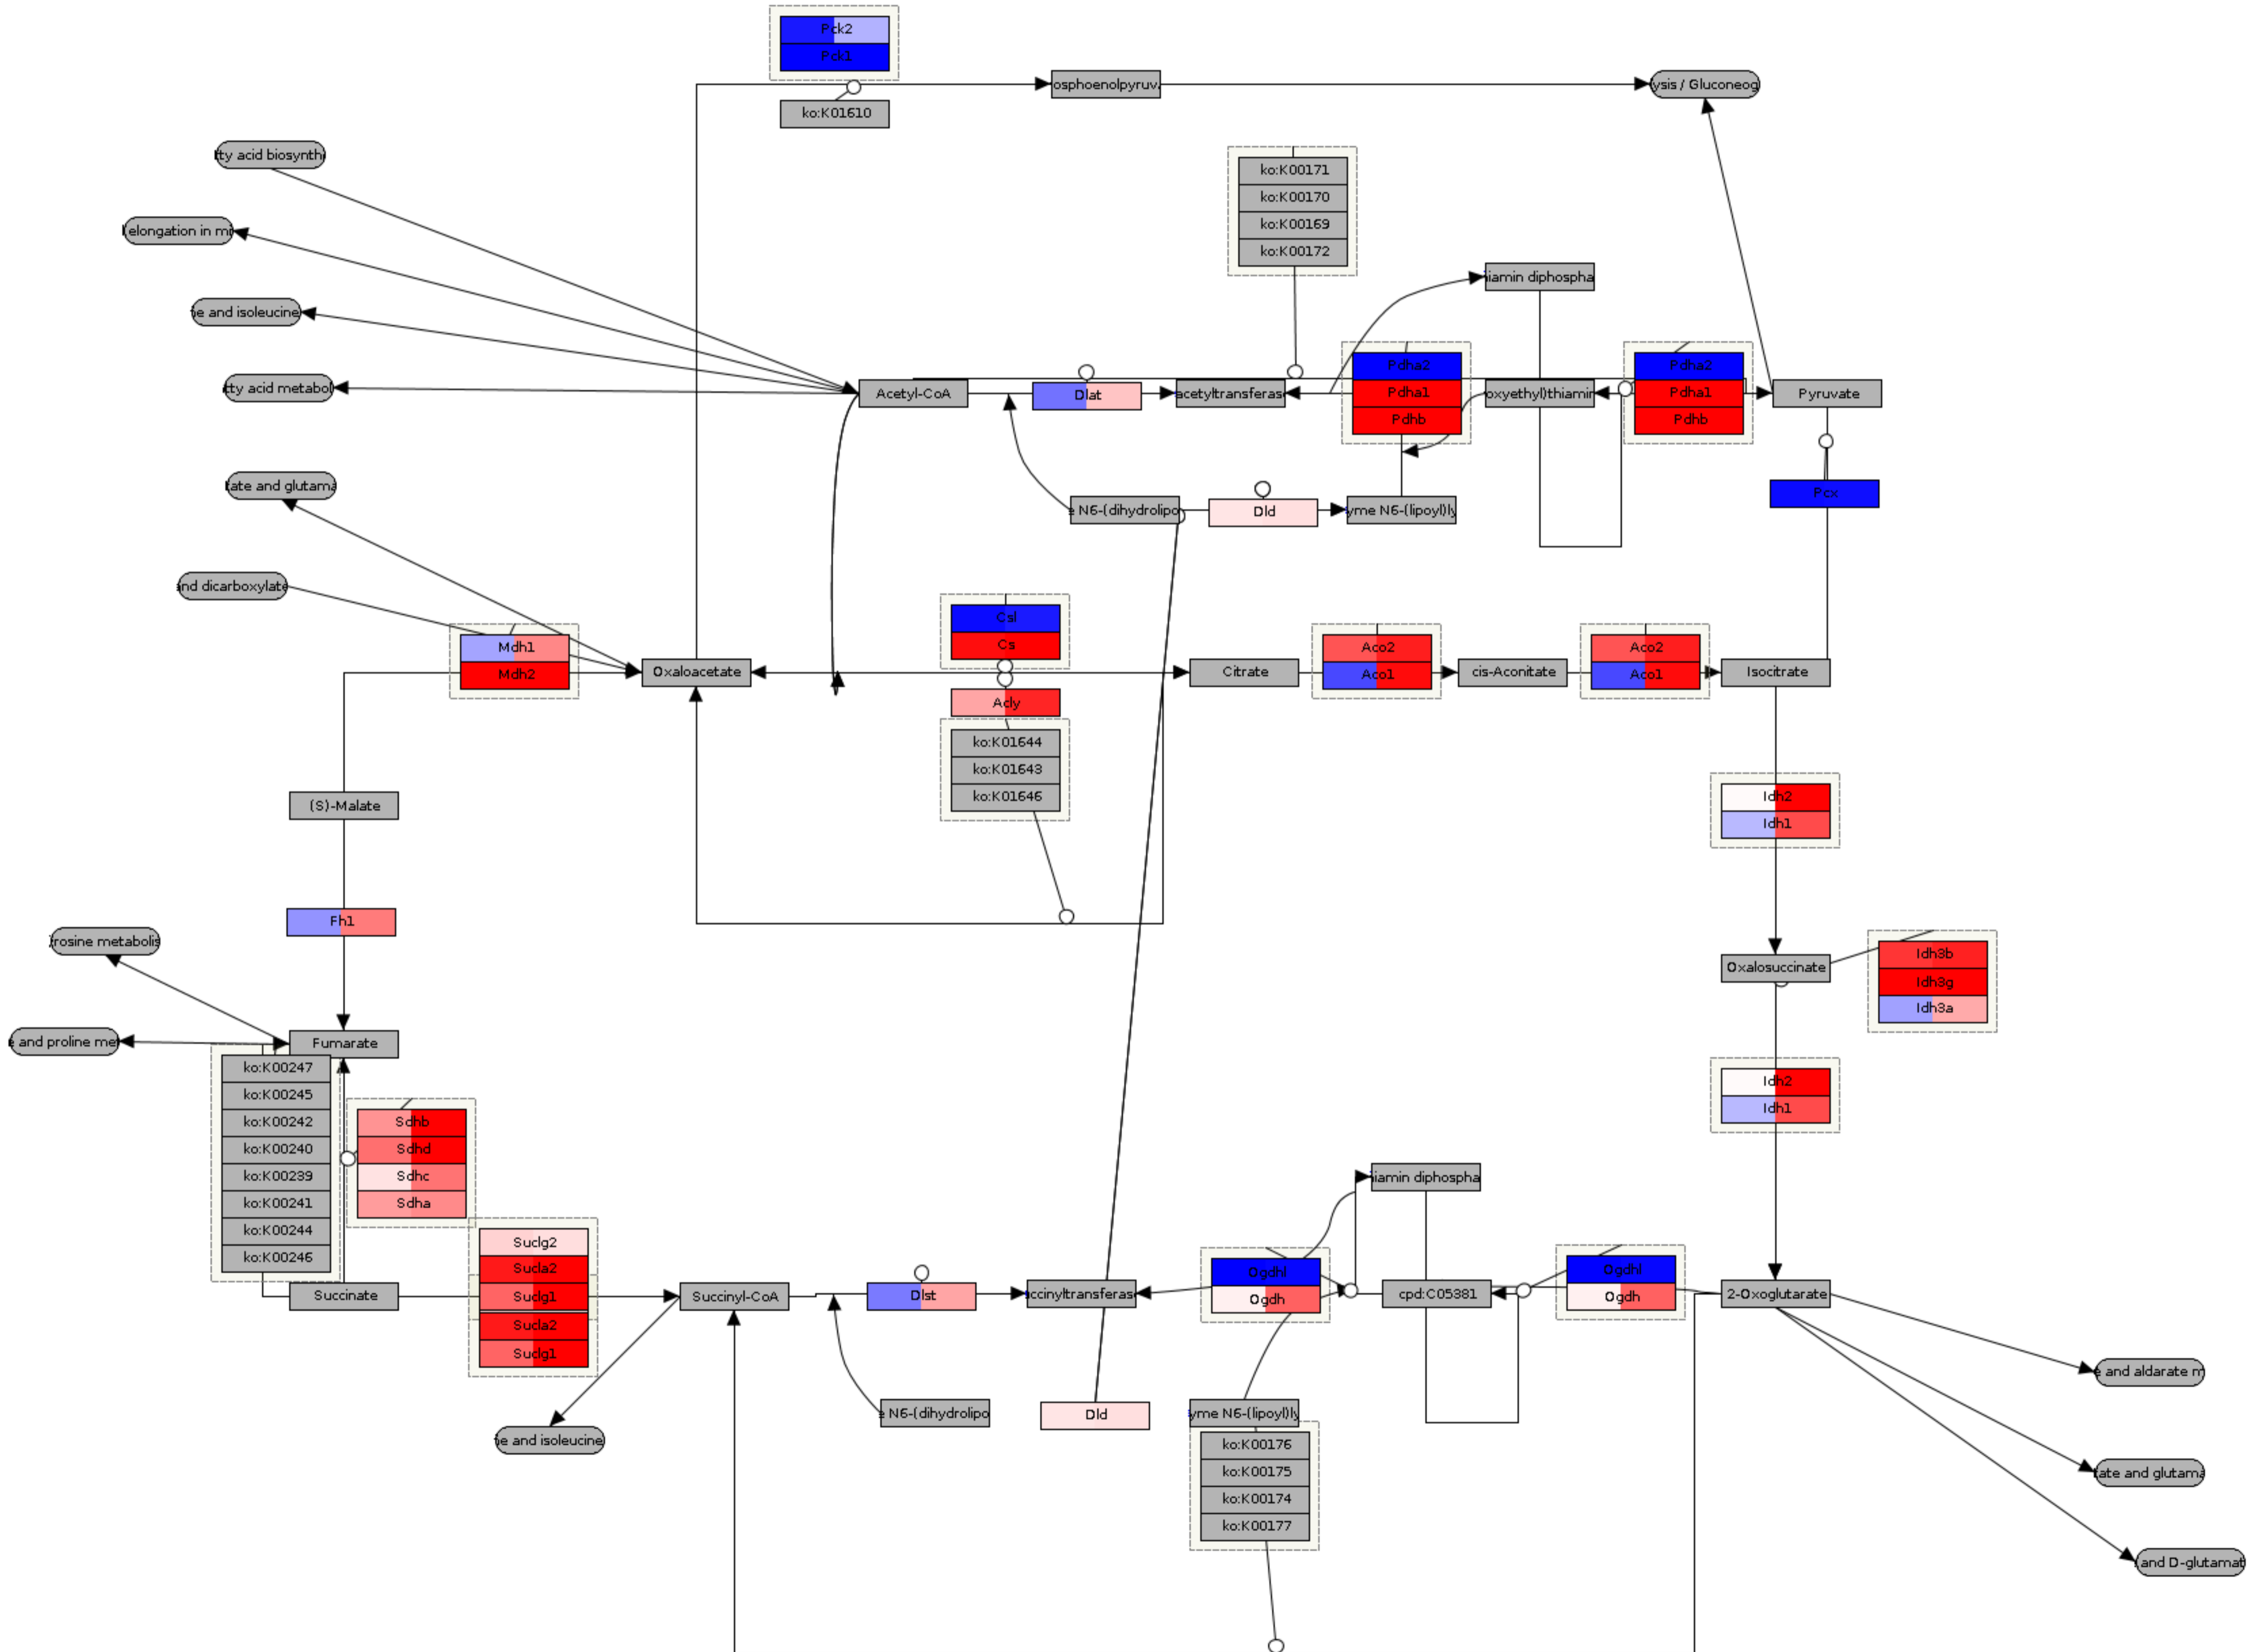 Pck2
Pck1
osphoenolpyruv
ysis / Gluconeog
ko:K01610
tty acid biosynth
ko:K00171
ko:K00170
ko:K00169
ko:K00172
elongation in mi
iamin diphospha
e and isoleucine
tty acid metabol
Acetyl-CoA
Dlat
acetyltransferas
Pdha2
Pdha1
Pdhb
oxyethyl)thiamin
Pdha2
Pdha1
Pdhb
Pyruvate
tate and glutama
e N6-(dihydrolipo
Dld
yme N6-(lipoyl)ly
Pcx
and dicarboxylate
Csl
Cs
Mdh1
Mdh2
Oxaloacetate
Citrate
Aco2
Aco1
cis-Aconitate
Aco2
Aco1
Isocitrate
Acly
ko:K01644
ko:K01643
ko:K01646
(S)-Malate
Idh2
Idh1
Fh1
rosine metabolis
Oxalosuccinate
Idh3b
Idh3g
Idh3a
e and proline met
Fumarate
ko:K00247
ko:K00245
ko:K00242
ko:K00240
ko:K00239
ko:K00241
ko:K00244
ko:K00246
Sdhb
Sdhd
Sdhc
Sdha
Idh2
Idh1
iamin diphospha
Suclg2
Sucla2
Suclg1
Sucla2
Suclg1
Succinate
Succinyl-CoA
Dlst
ccinyltransferas
Ogdhl
Ogdh
cpd:C05381
Ogdhl
Ogdh
2-Oxoglutarate
e and aldarate m
e and isoleucine
e N6-(dihydrolipo
Dld
yme N6-(lipoyl)ly
ko:K00176
ko:K00175
ko:K00174
ko:K00177
tate and glutama
and D-glutamat